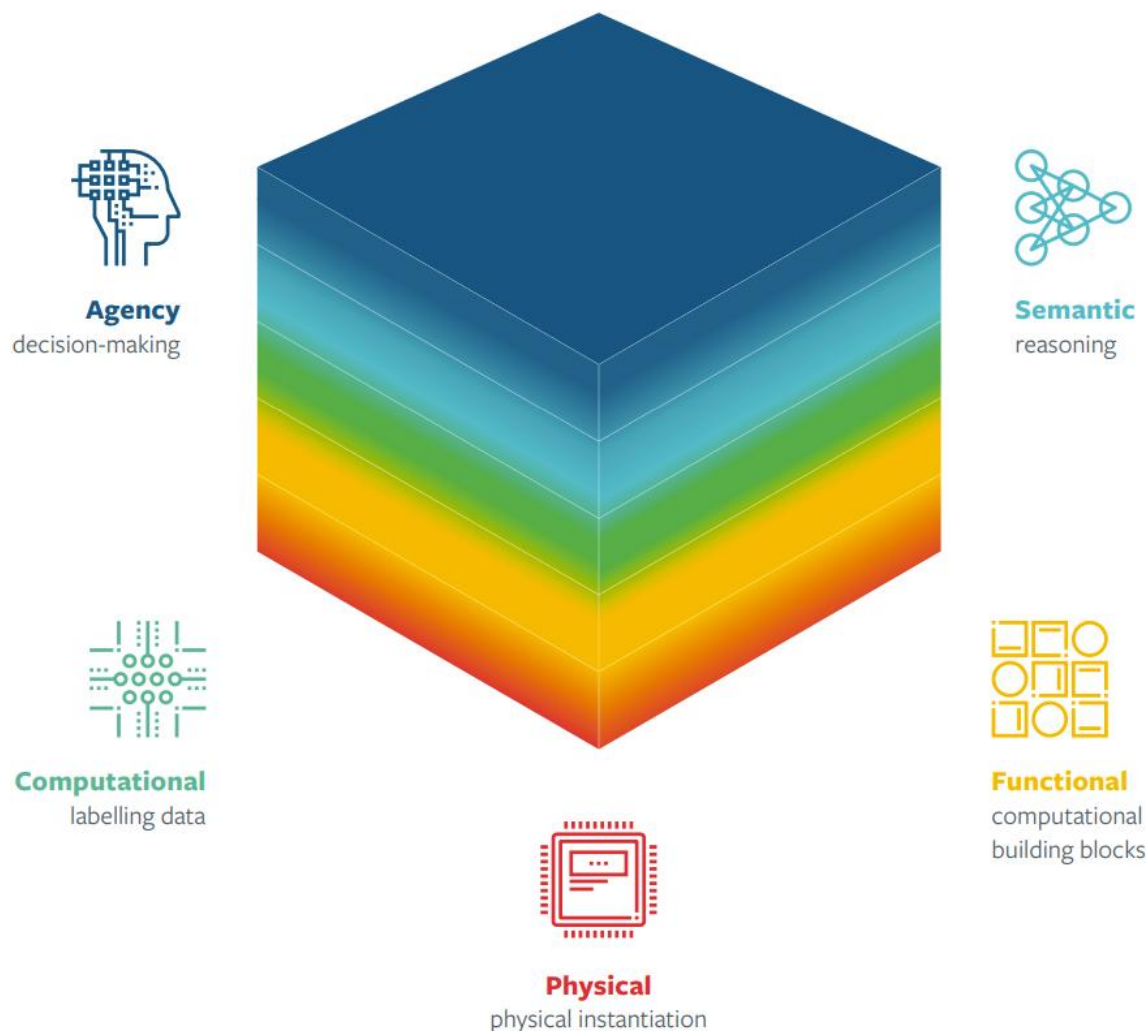 Agency
decision-making
Semantic
reasoning
Computational
labelling data
Functional
computational
building blocks
Physical
physical instantiation